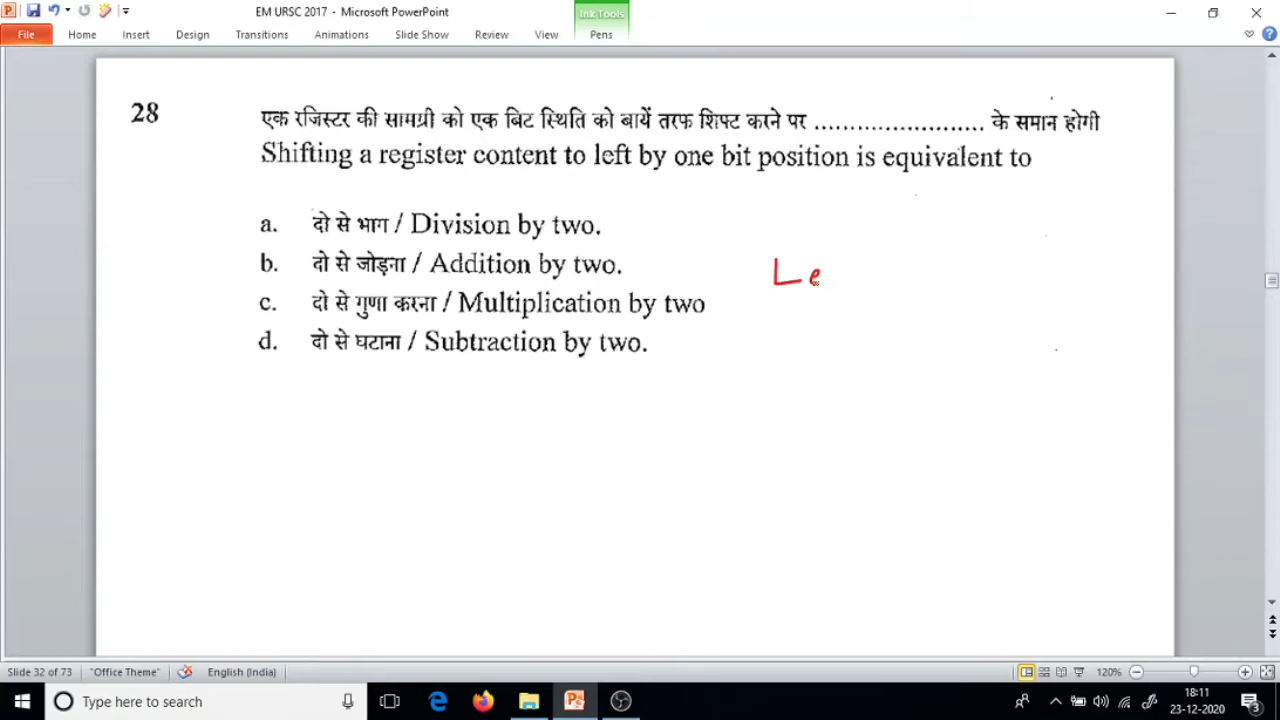 EM URSC 2017 - Microsoft PowerPoint
Ink Tools
File Home Insert Design Transitions Animations Slide Show Review View Pens
28
एक रजिस्टर की सामग्री को एक बिट स्थिति को बायें तरफ शिफ्ट करने पर ........................ के समान होगी
Shifting a register content to left by one bit position is equivalent to
a. दो से भाग / Division by two.
b. दो से जोड़ना / Addition by two.
Le
c. दो से गुणा करना / Multiplication by two
d. दो से घटाना / Subtraction by two.
Slide 32 of 73 "Office Theme" English (India) 120%
Type here to search
18:11
23-12-2020
3